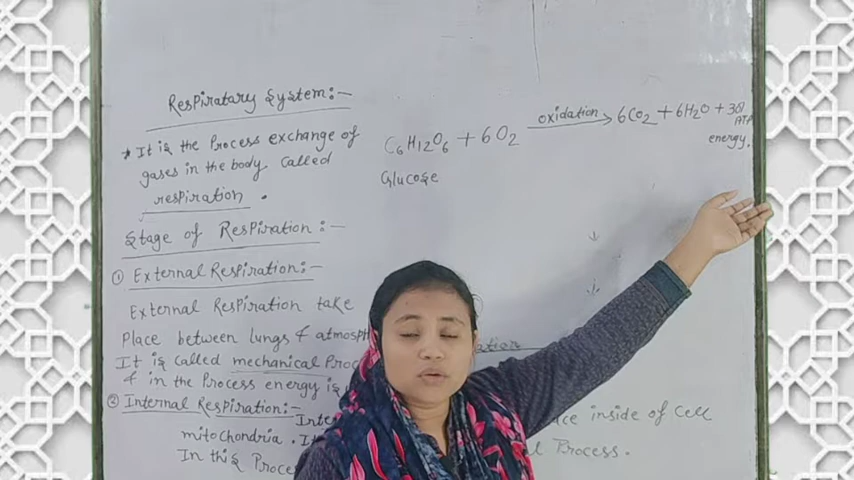 Respiratary System:-
* It is the Process exchange of
gases in the body called
respiration.
Stage of Respiration:-
① External Respiration:-
External Respiration take
Place between lungs & atmosph
It is called mechanical Proc
& in the Process energy is
② Internal Respiration:- Inte
mitochondria. It
In this Proce
C6H12O6 + 6O2 oxidation → 6CO2 + 6H2O + 38
ATP
energy.
Glucose
ation
ace inside of Cell
l Process.